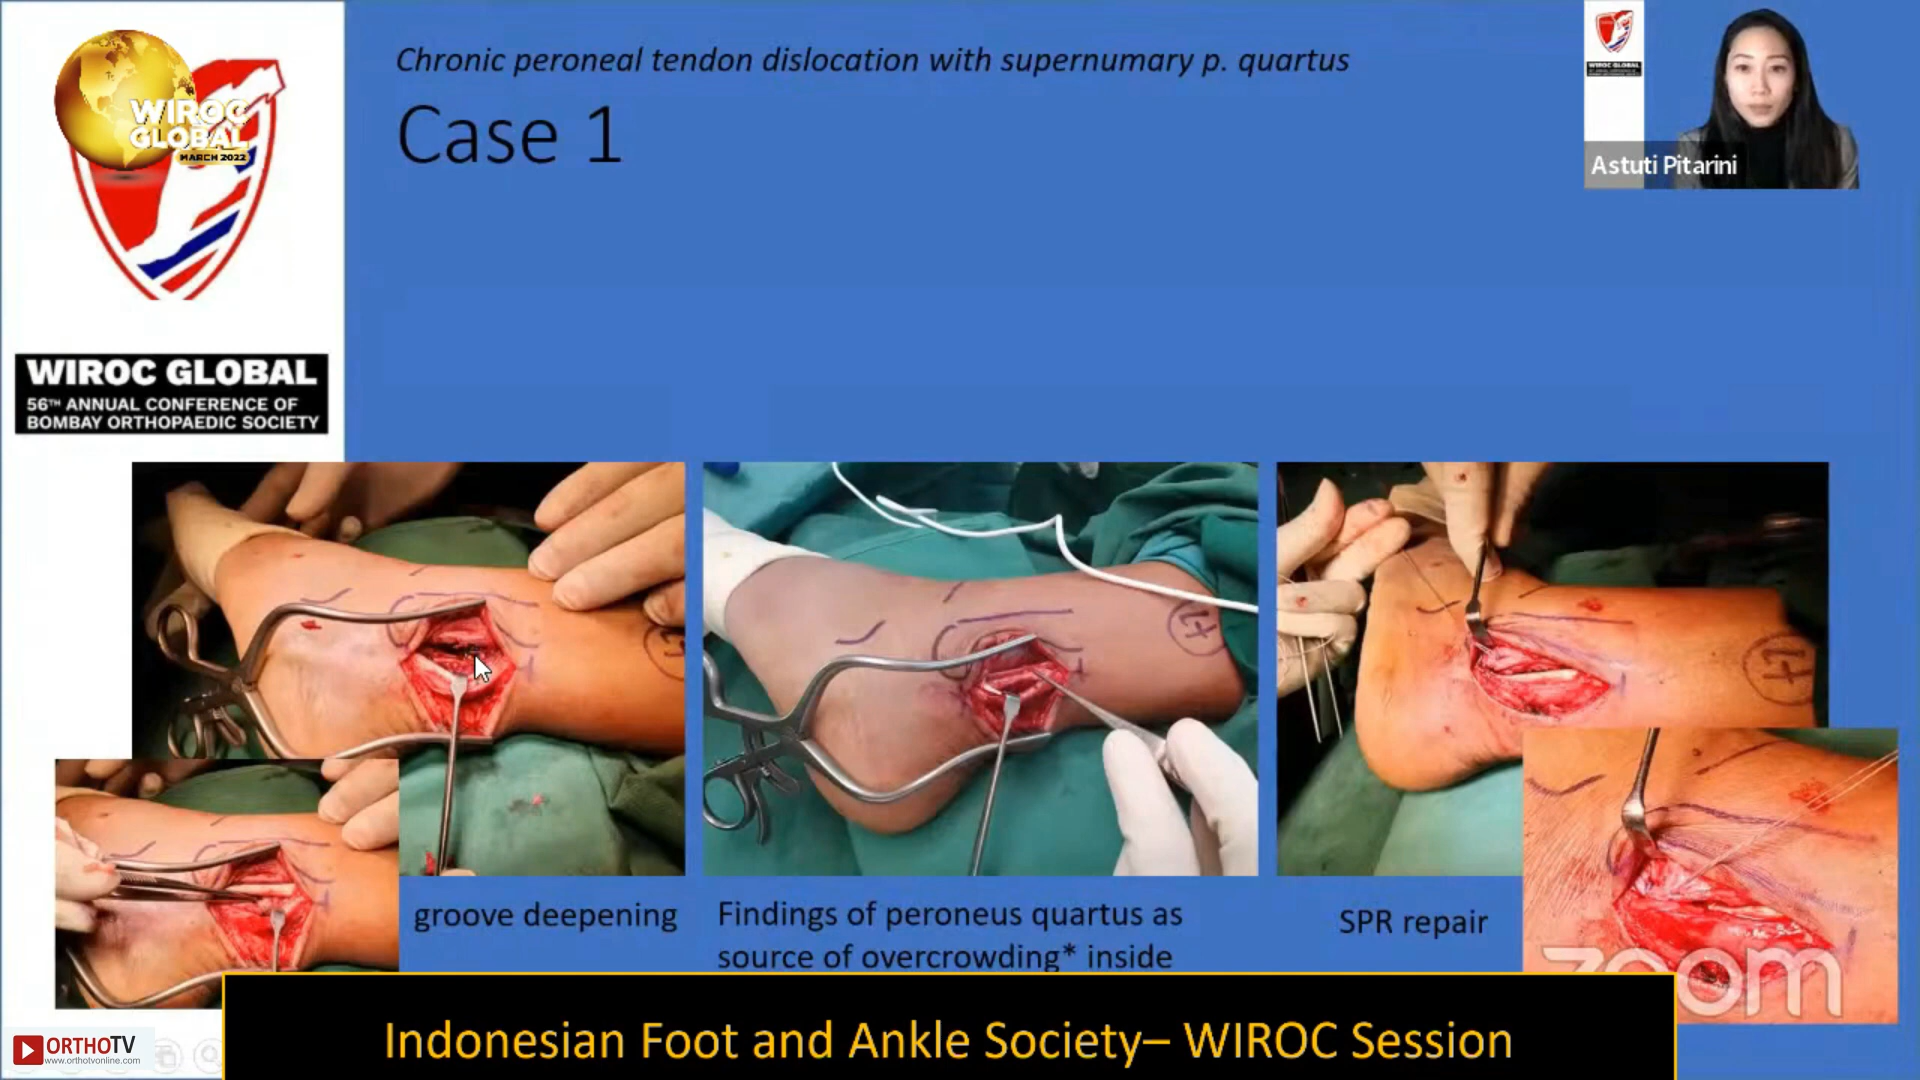 WIROC
GLOBAL
MARCH 2022
WIROC GLOBAL
56TH ANNUAL CONFERENCE OF
BOMBAY ORTHOPAEDIC SOCIETY
Chronic peroneal tendon dislocation with supernumary p. quartus
Case 1
WIROC GLOBAL
Astuti Pitarini
groove deepening
Findings of peroneus quartus as
source of overcrowding* inside
SPR repair
zoom
Indonesian Foot and Ankle Society– WIROC Session
ORTHOTV
www.orthotvonline.com